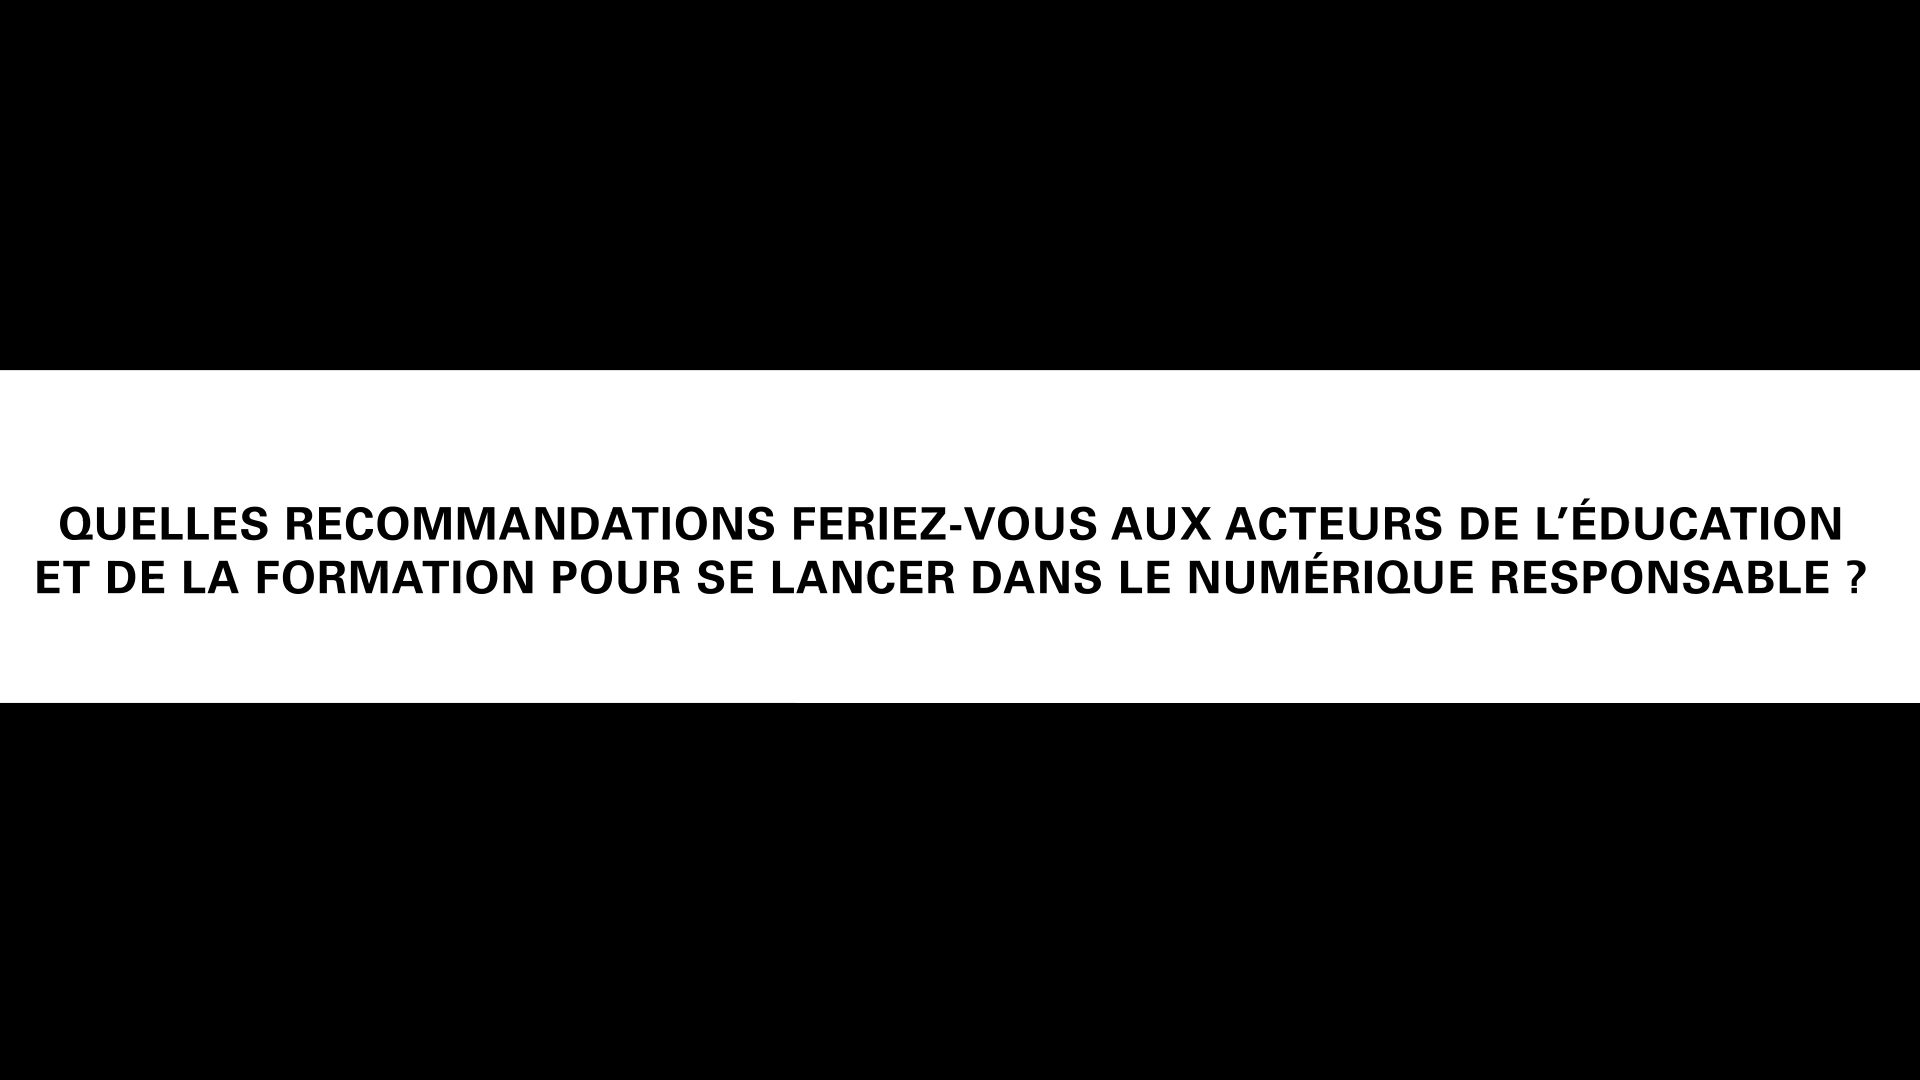 QUELLES RECOMMANDATIONS FERIEZ-VOUS AUX ACTEURS DE L’ÉDUCATION
ET DE LA FORMATION POUR SE LANCER DANS LE NUMÉRIQUE RESPONSABLE ?